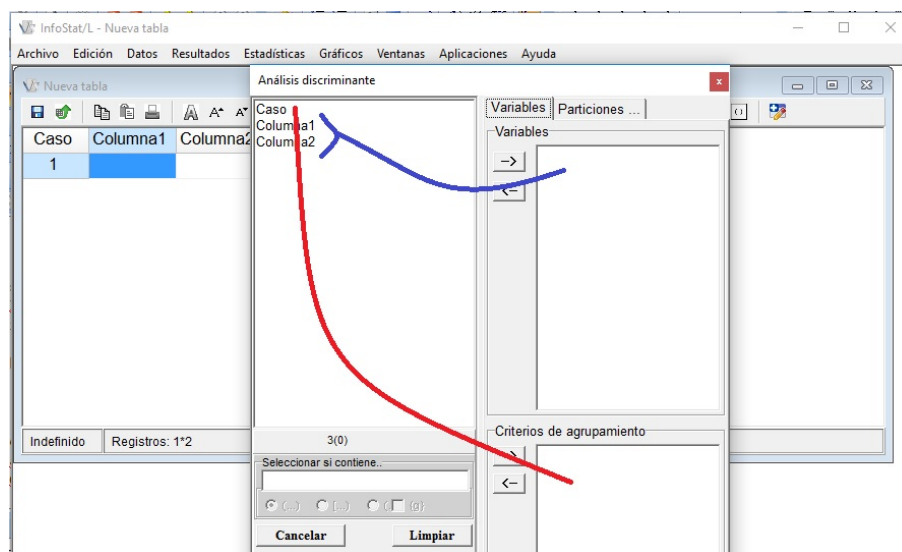 InfoStat/L - Nueva tabla
Archivo Edición Datos Resultados Estadísticas Gráficos Ventanas Aplicaciones Ayuda
Nueva tabla
Análisis discriminante
Caso Columna1 Columna2
1
Caso
Columna1
Columna2
Variables Particiones ...
Variables
-->
<--
3(0)
Criterios de agrupamiento
<--
Seleccionar si contiene..
(...) [...) (. {g}
Cancelar Limpiar
Indefinido Registros: 1*2